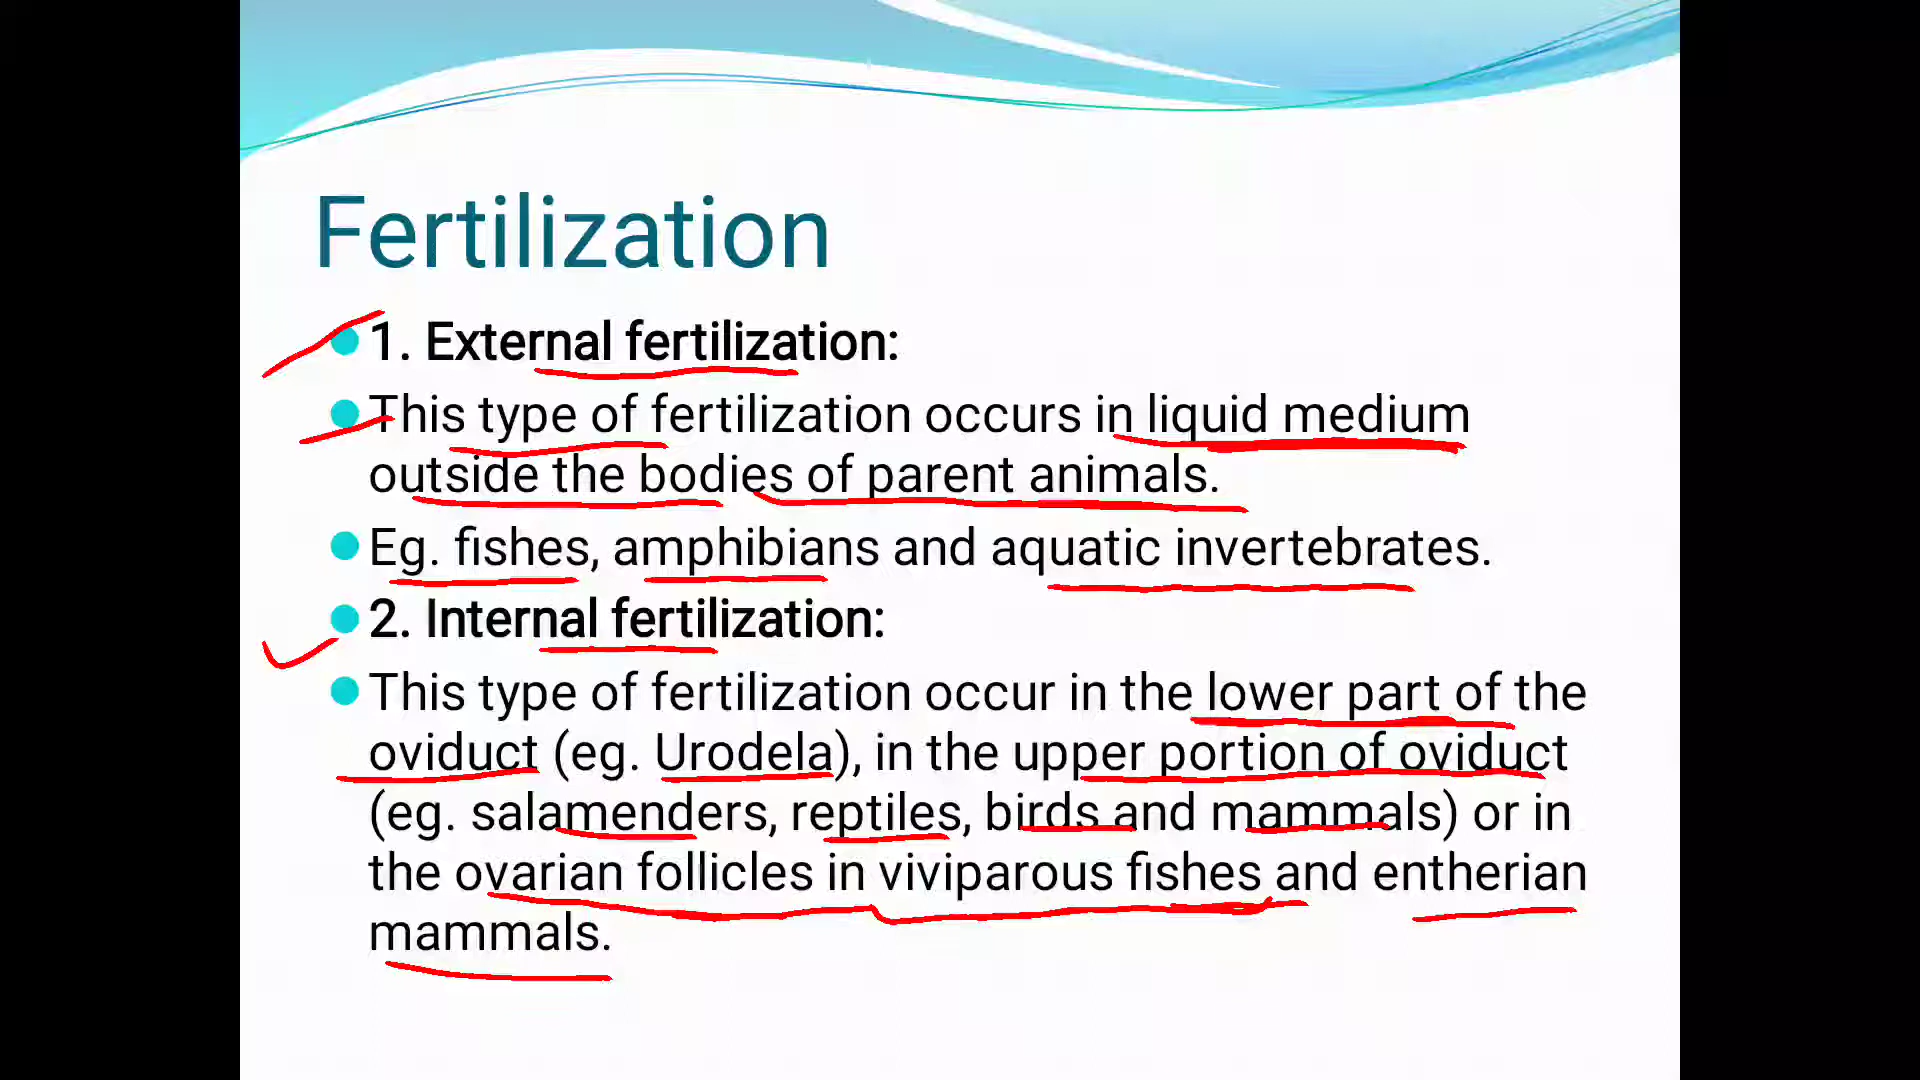 Fertilization
1. External fertilization:
This type of fertilization occurs in liquid medium
outside the bodies of parent animals.
Eg. fishes, amphibians and aquatic invertebrates.
2. Internal fertilization:
This type of fertilization occur in the lower part of the
oviduct (eg. Urodela), in the upper portion of oviduct
(eg. salamenders, reptiles, birds and mammals) or in
the ovarian follicles in viviparous fishes and entherian
mammals.